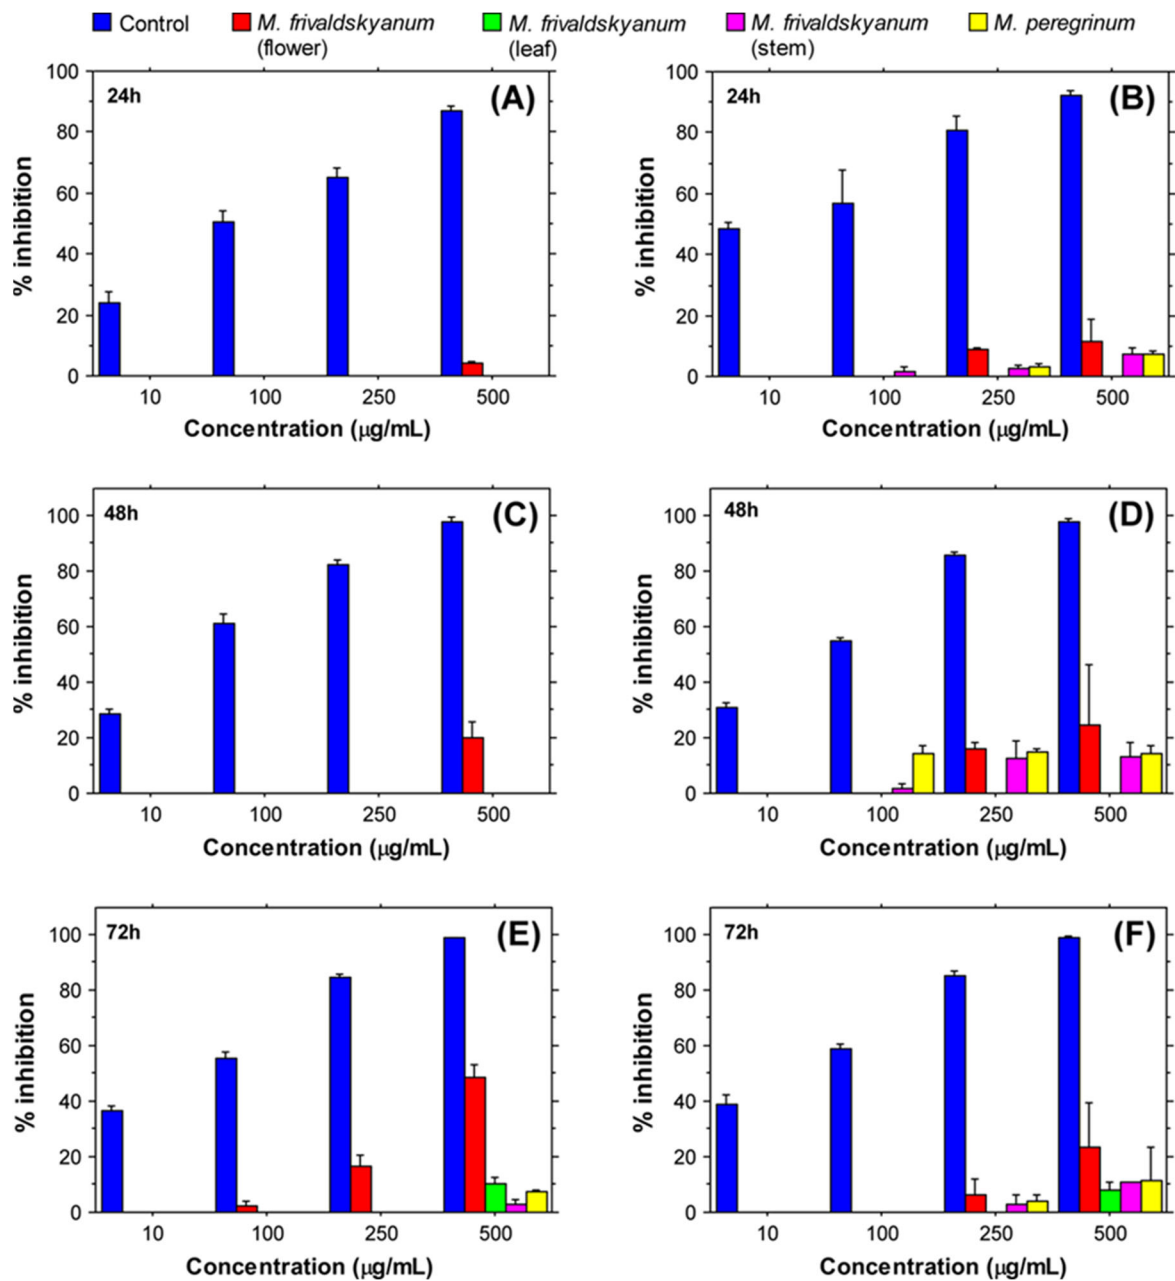 Control
M. frivaldskyanum
(flower)
M. frivaldskyanum
(leaf)
M. frivaldskyanum
(stem)
M. peregrinum
24h
(A)
% inhibition
100
80
60
40
20
0
10 100 250 500
Concentration (µg/mL)
24h
(B)
% inhibition
100
80
60
40
20
0
10 100 250 500
Concentration (µg/mL)
48h
(C)
% inhibition
100
80
60
40
20
0
10 100 250 500
Concentration (µg/mL)
48h
(D)
% inhibition
100
80
60
40
20
0
10 100 250 500
Concentration (µg/mL)
72h
(E)
% inhibition
100
80
60
40
20
0
10 100 250 500
Concentration (µg/mL)
72h
(F)
% inhibition
100
80
60
40
20
0
10 100 250 500
Concentration (µg/mL)